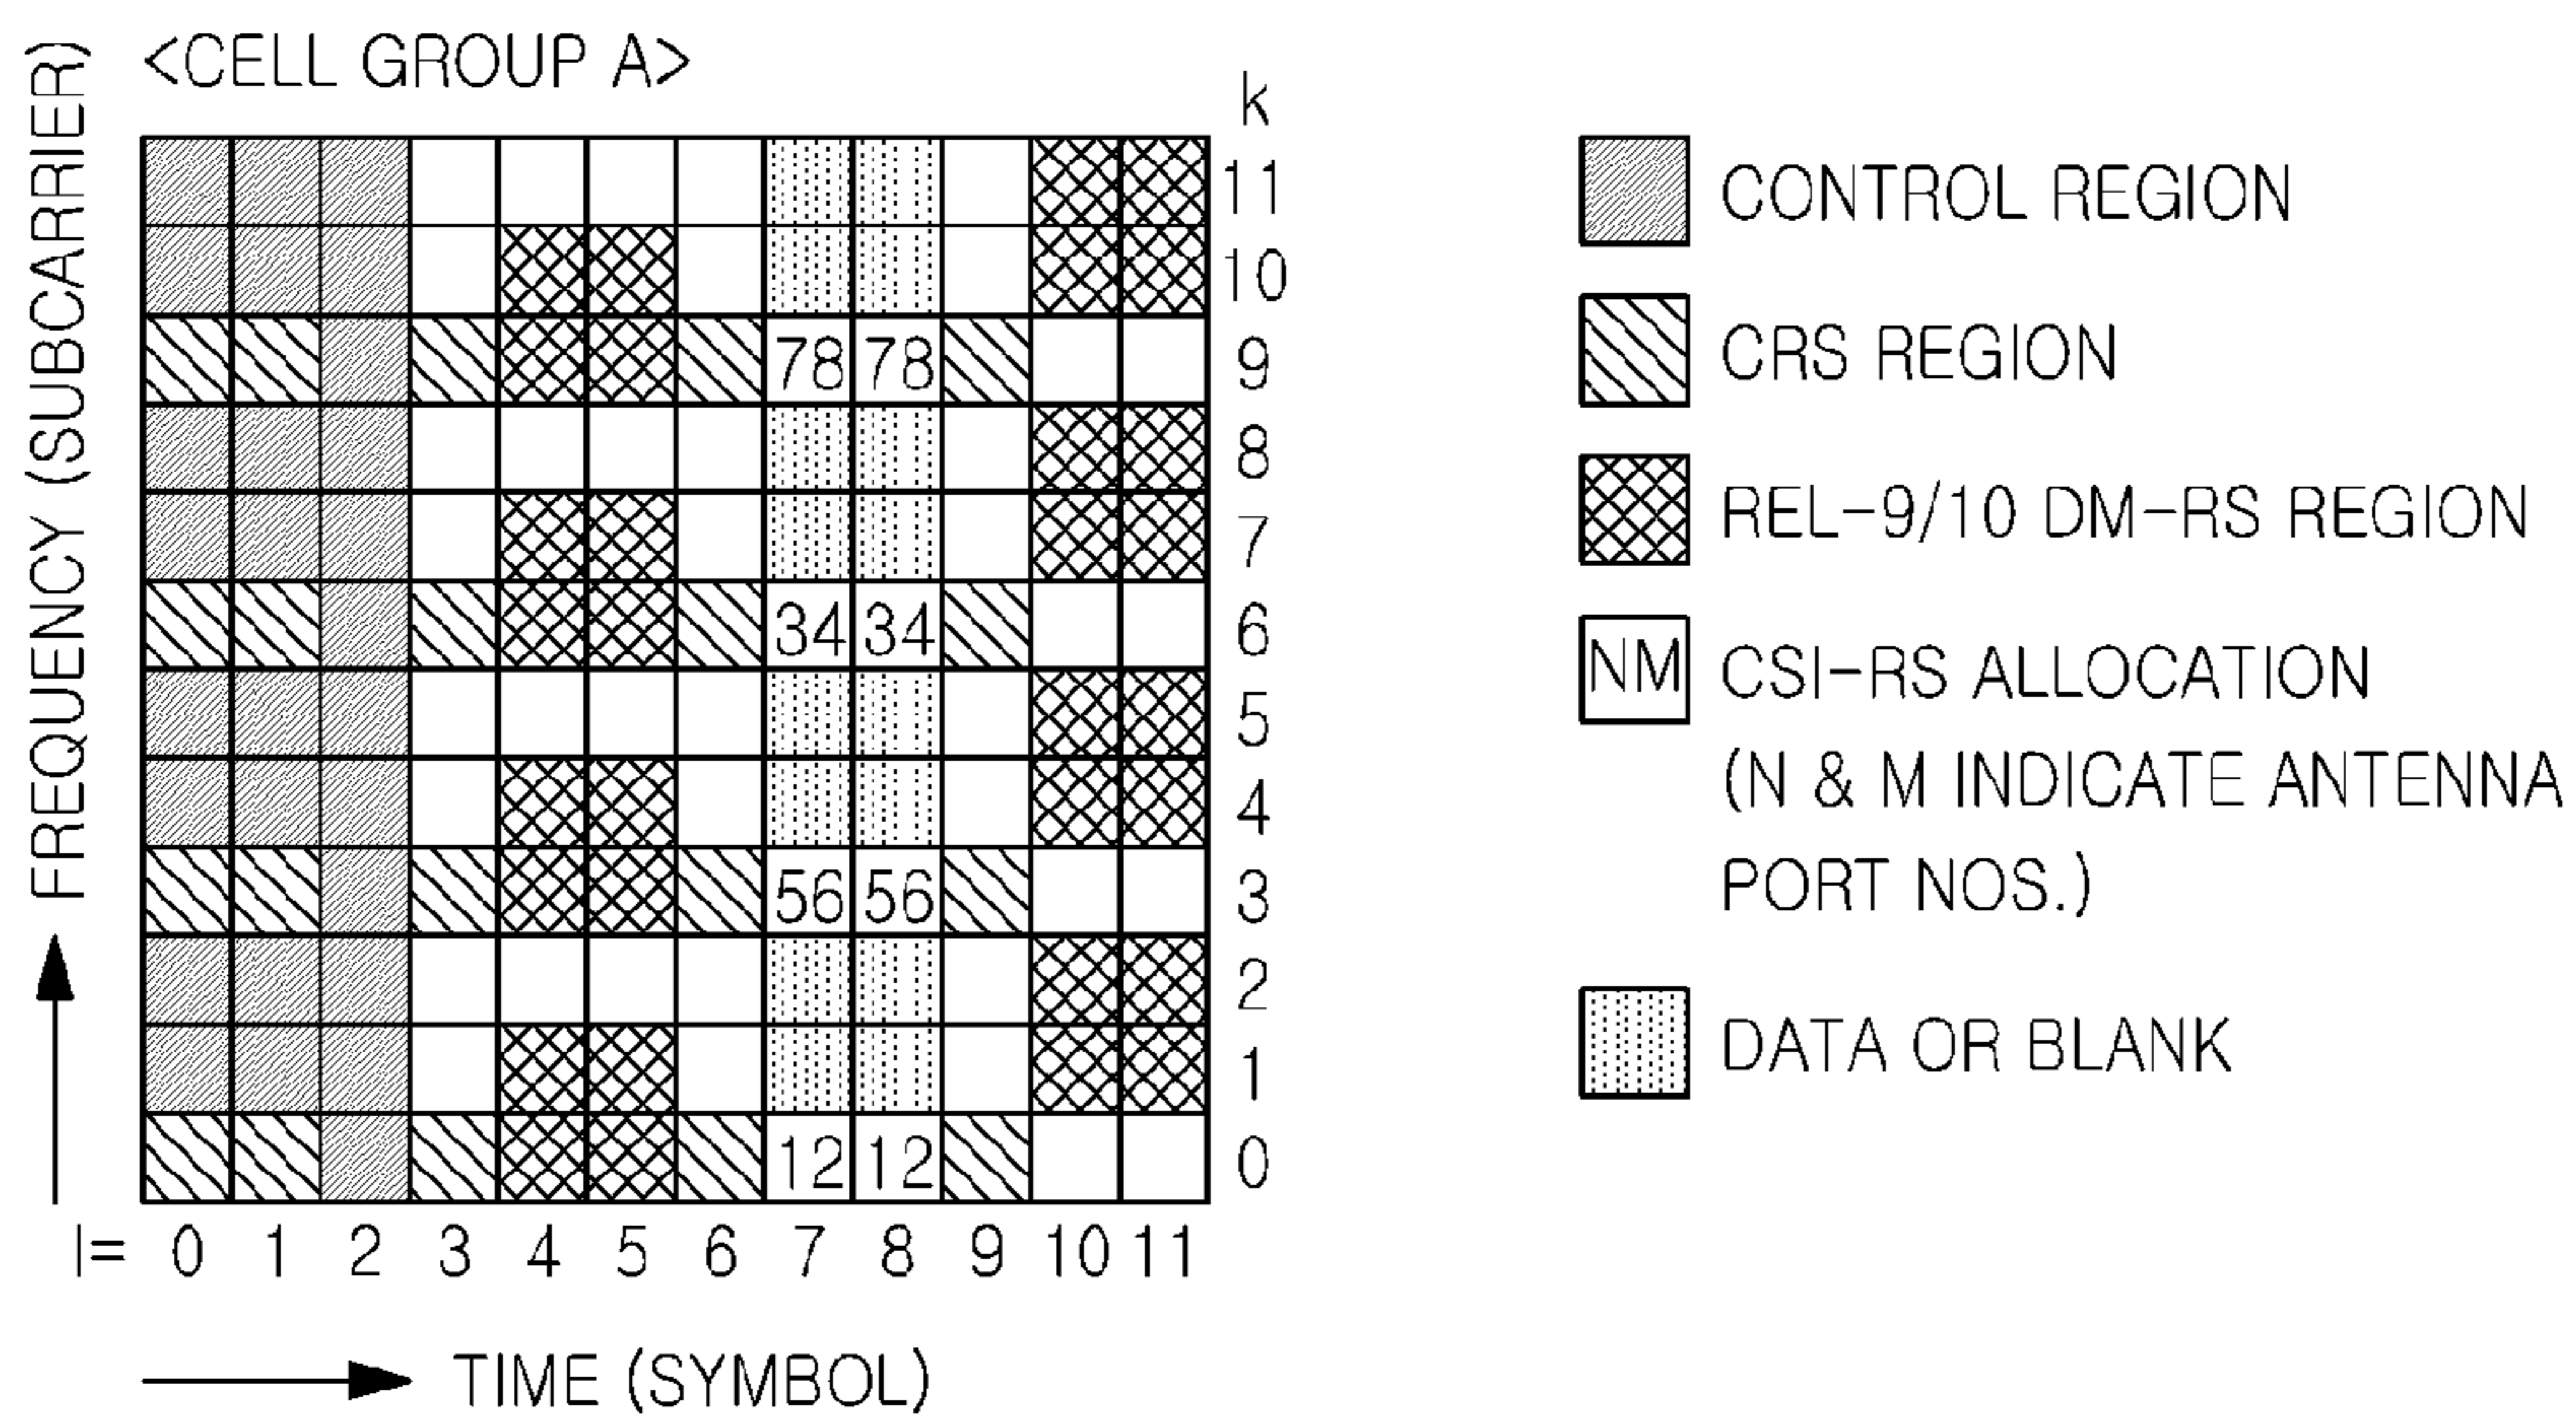 <CELL GROUP A>
FREQUENCY (SUBCARRIER)
k
11
10
78 78 9
8
7
34 34 6
5
4
56 56 3
2
1
12 12 0
l= 0 1 2 3 4 5 6 7 8 9 10 11
TIME (SYMBOL)
CONTROL REGION
CRS REGION
REL-9/10 DM-RS REGION
NM CSI-RS ALLOCATION
(N & M INDICATE ANTENNA
PORT NOS.)
DATA OR BLANK